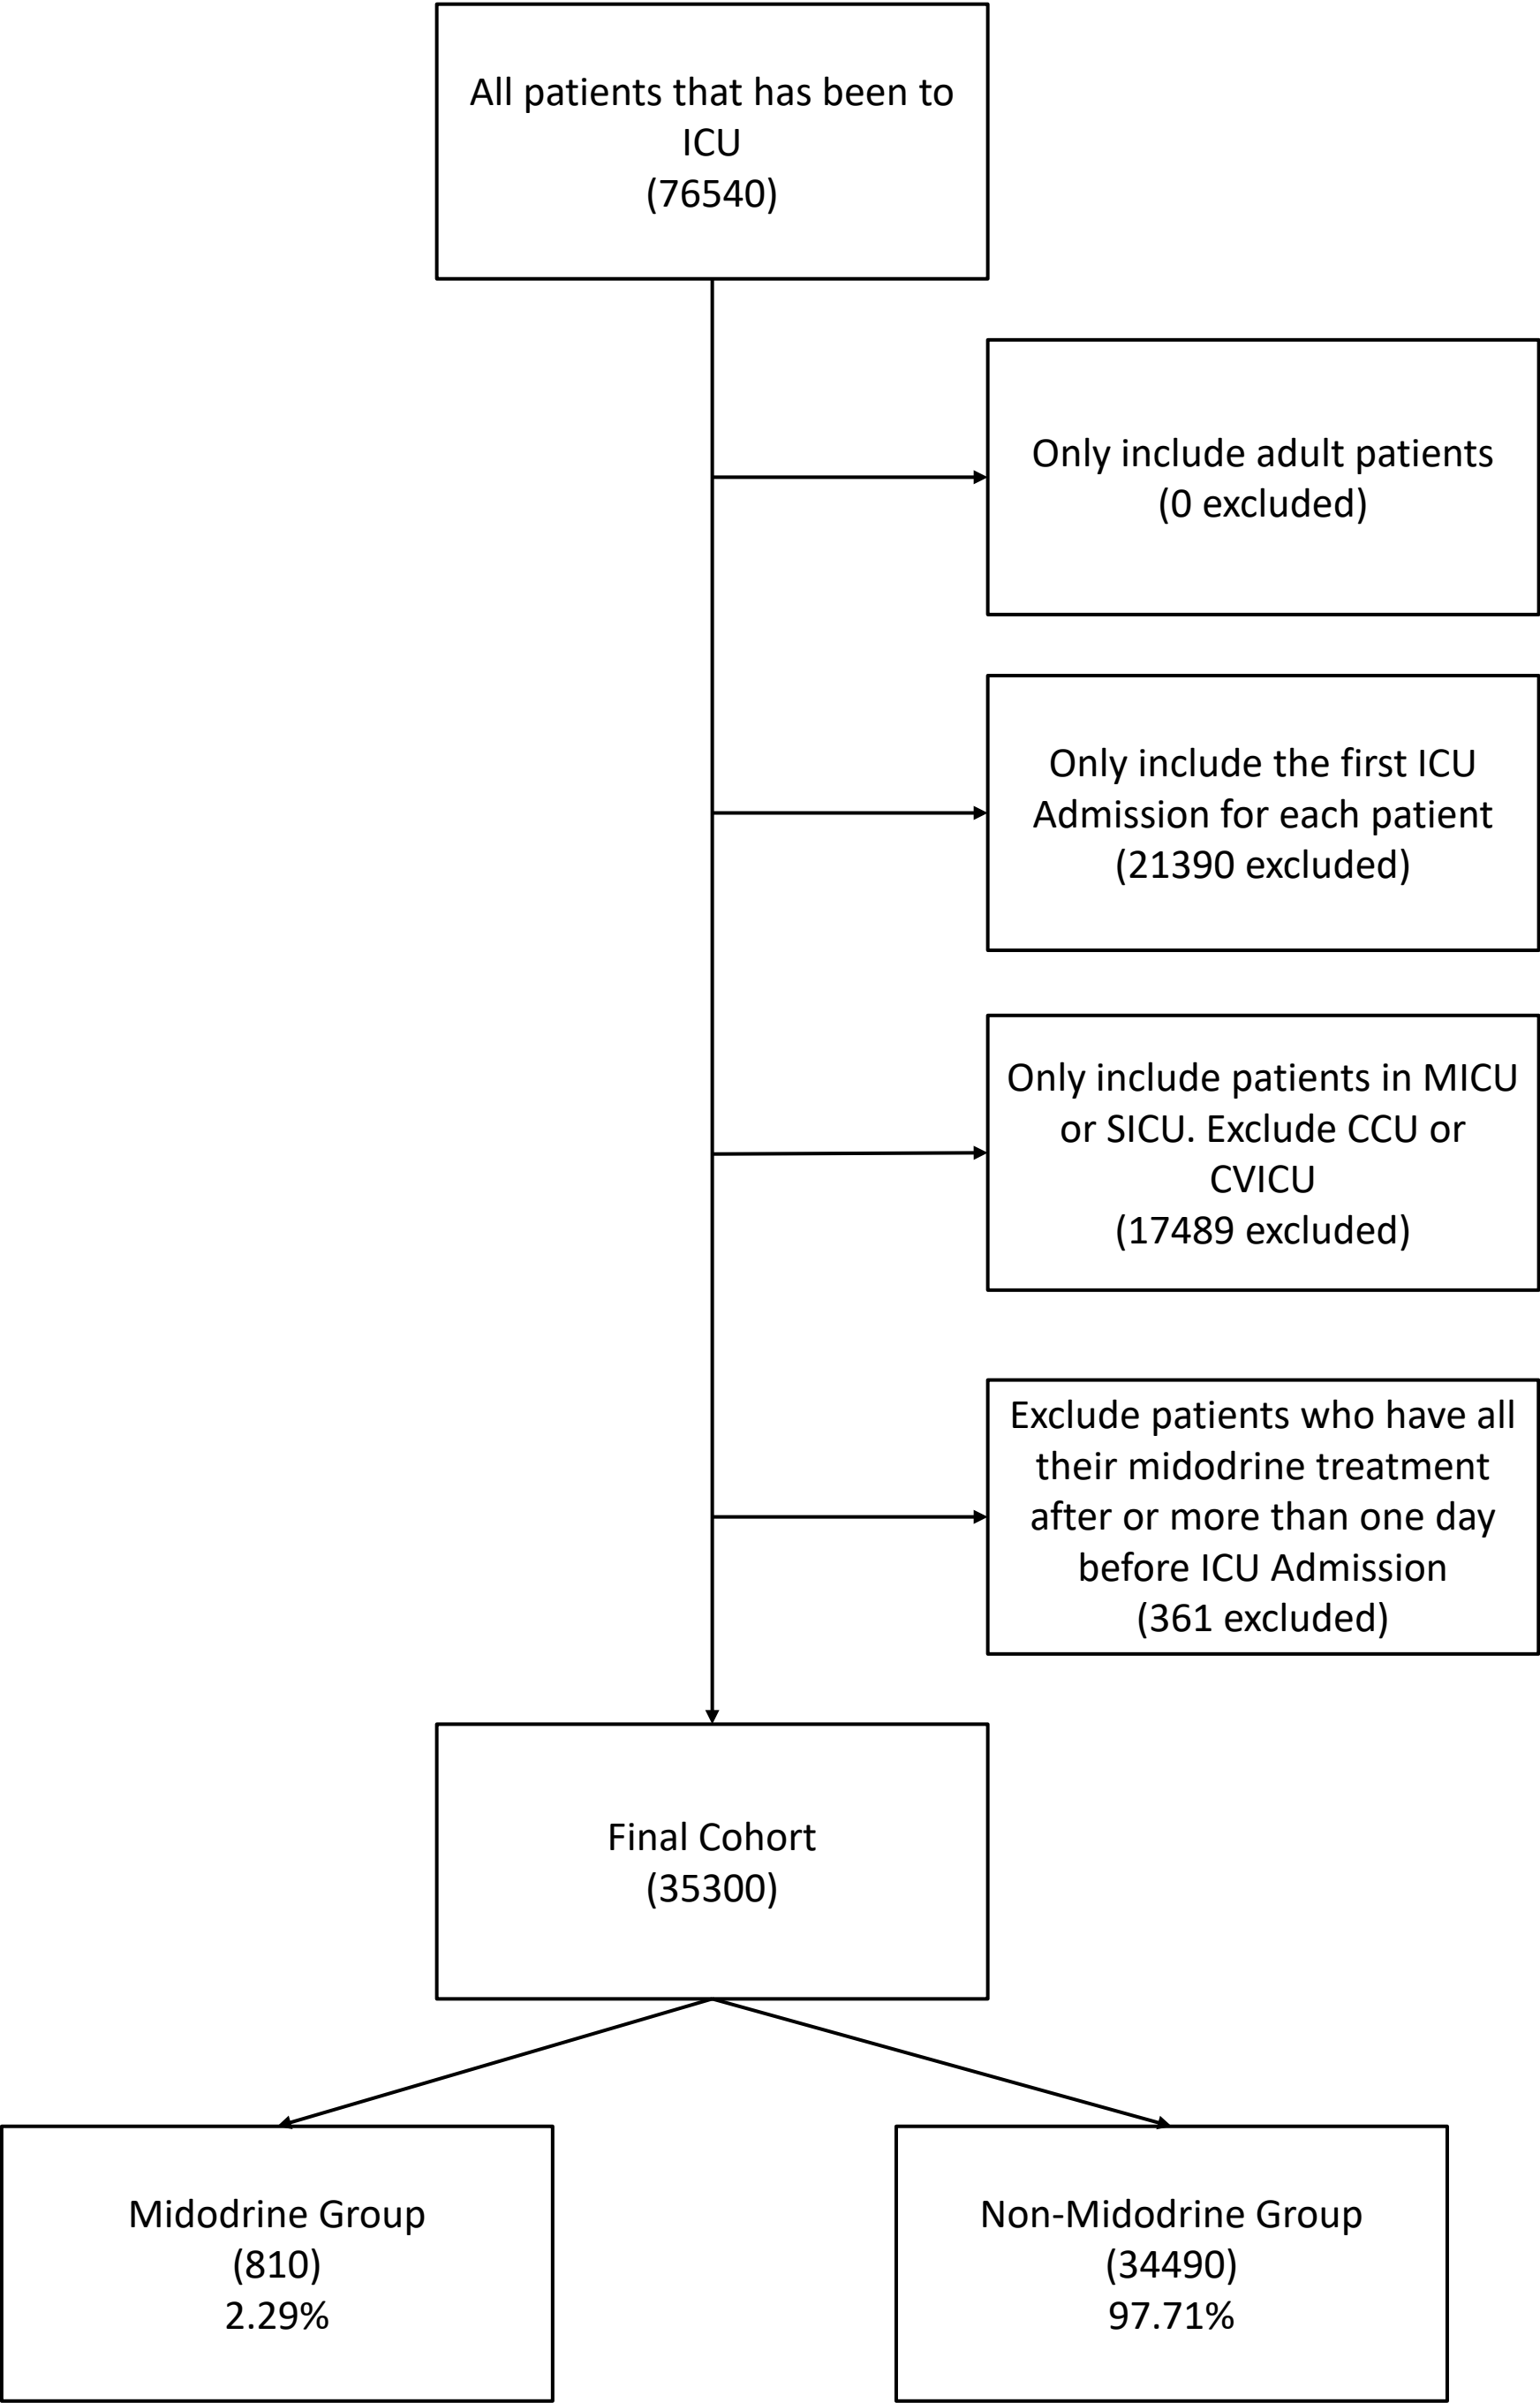 All patients that has been to
ICU
(76540)
Only include adult patients
(0 excluded)
Only include the first ICU
Admission for each patient
(21390 excluded)
Only include patients in MICU
or SICU. Exclude CCU or
CVICU
(17489 excluded)
Exclude patients who have all
their midodrine treatment
after or more than one day
before ICU Admission
(361 excluded)
Final Cohort
(35300)
Midodrine Group
(810)
2.29%
Non-Midodrine Group
(34490)
97.71%